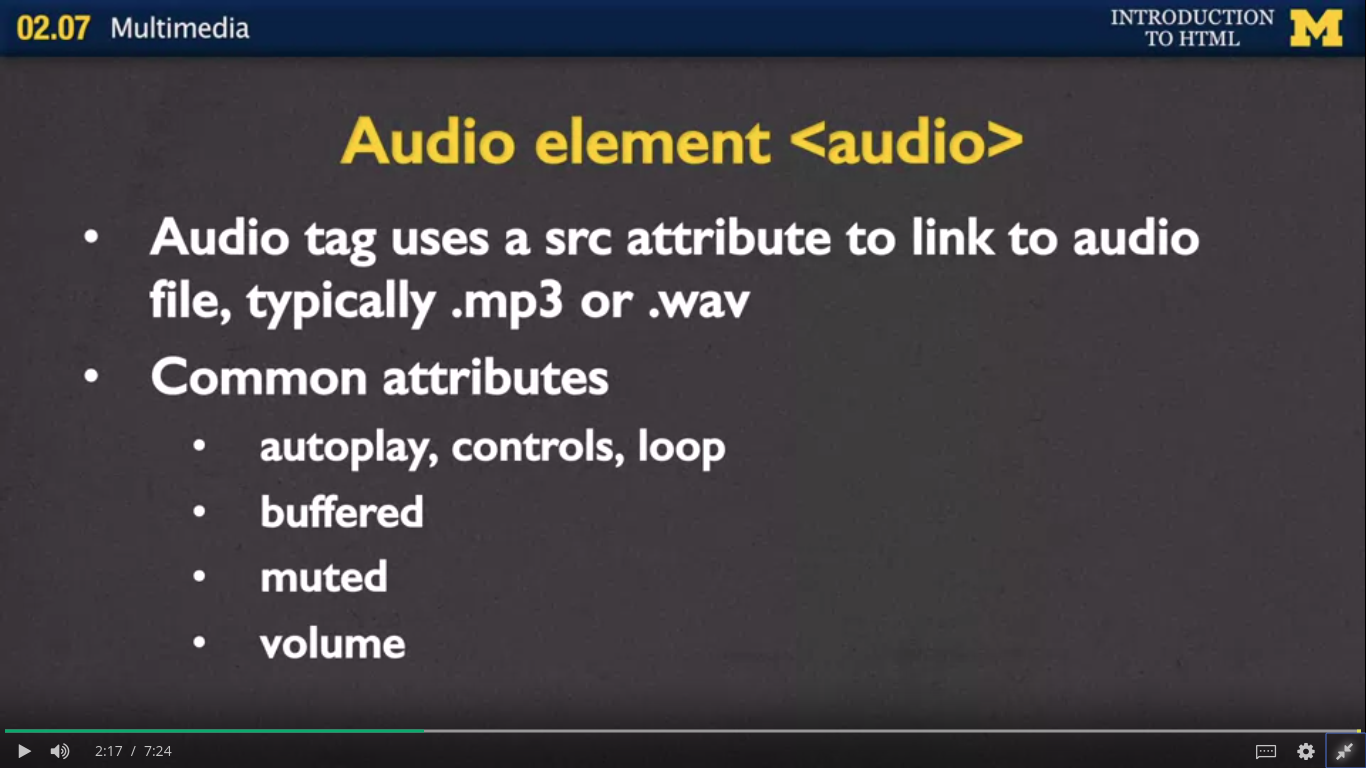 02.07 Multimedia
INTRODUCTION
TO HTML
M
Audio element <audio>
• Audio tag uses a src attribute to link to audio
file, typically .mp3 or .wav
• Common attributes
• autoplay, controls, loop
• buffered
• muted
• volume
2:17 / 7:24